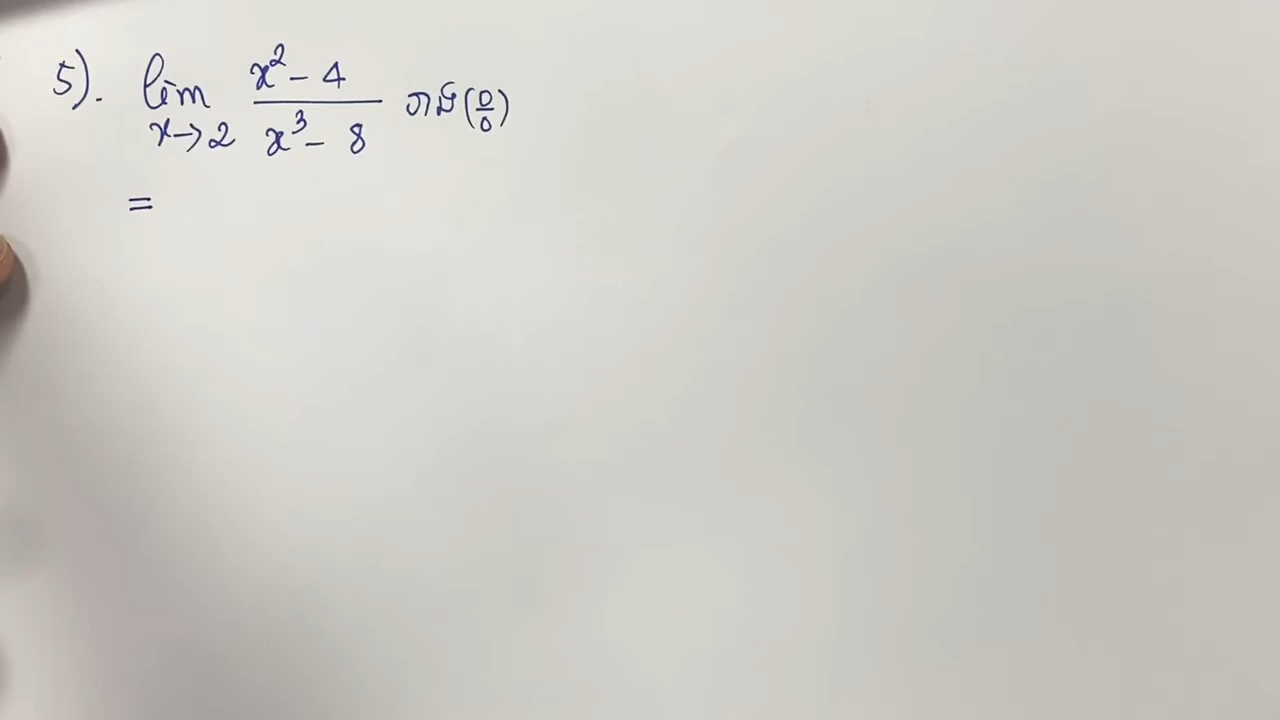 5). lim x→2 (x² - 4)/(x³ - 8) រាង (0/0)
=